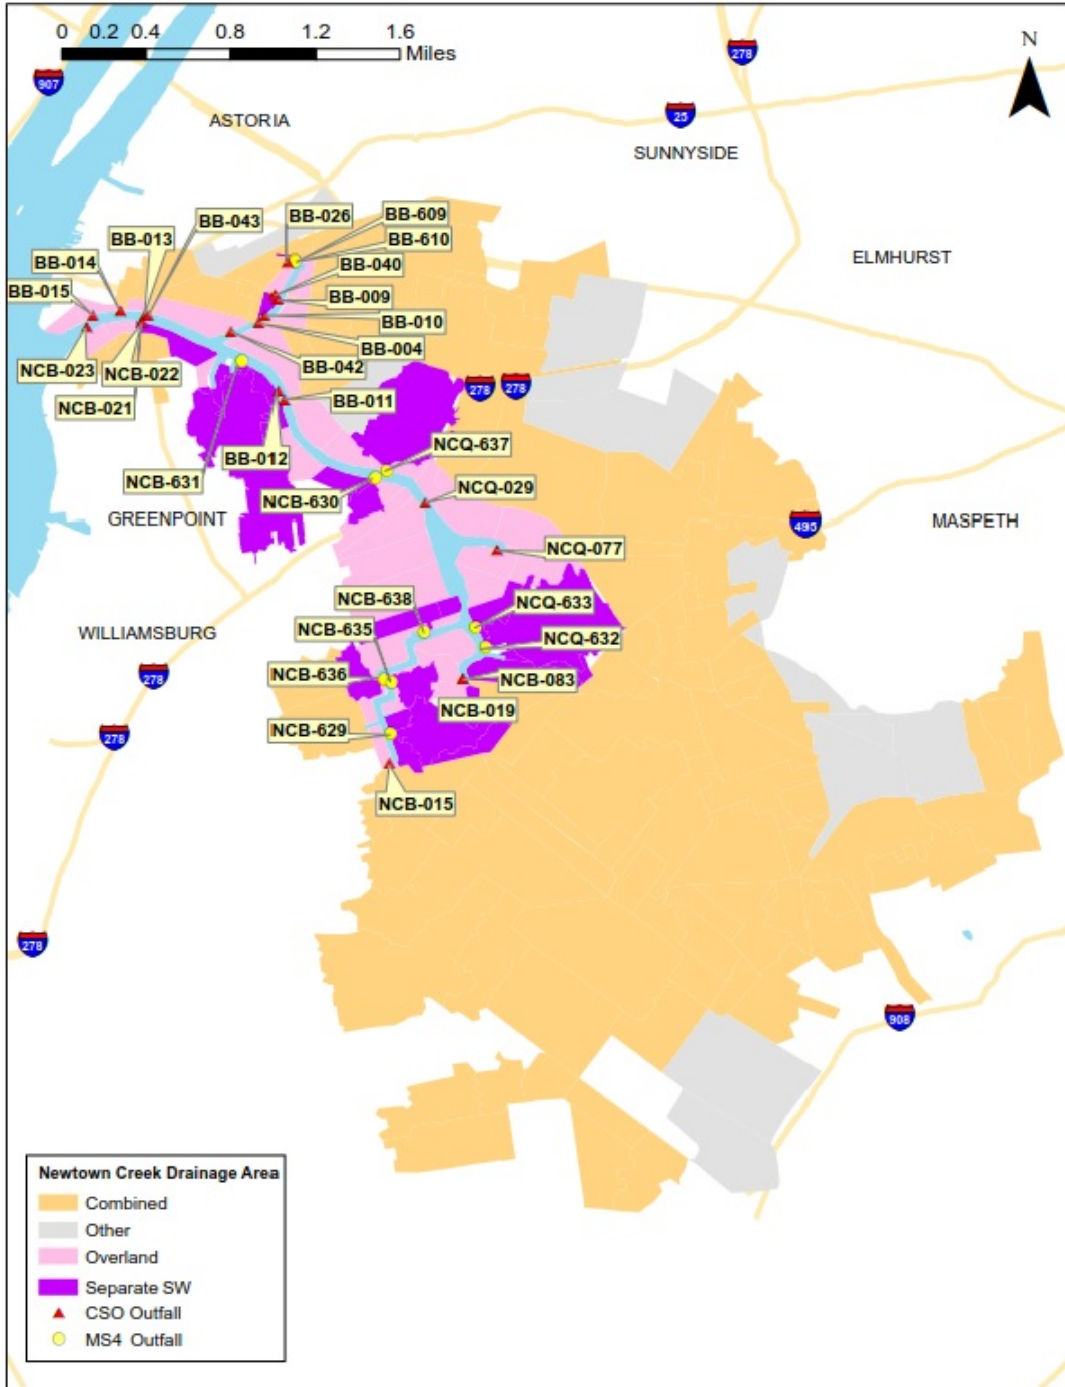 0 0.2 0.4 0.8 1.2 1.6
Miles
N
278
907
25
ASTORIA
SUNNYSIDE
BB-026
BB-609
BB-043
BB-610
BB-013
BB-040
BB-014
ELMHURST
BB-015
BB-009
BB-010
BB-004
BB-042
NCB-023
NCB-022
NCB-021
278
278
BB-011
NCQ-637
BB-012
NCB-631
NCQ-029
NCB-630
GREENPOINT
495
MASPETH
NCQ-077
NCB-638
NCQ-633
NCB-635
WILLIAMSBURG
NCQ-632
NCB-636
NCB-083
278
NCB-019
NCB-629
278
NCB-015
278
908
Newtown Creek Drainage Area
Combined
Other
Overland
Separate SW
CSO Outfall
MS4 Outfall